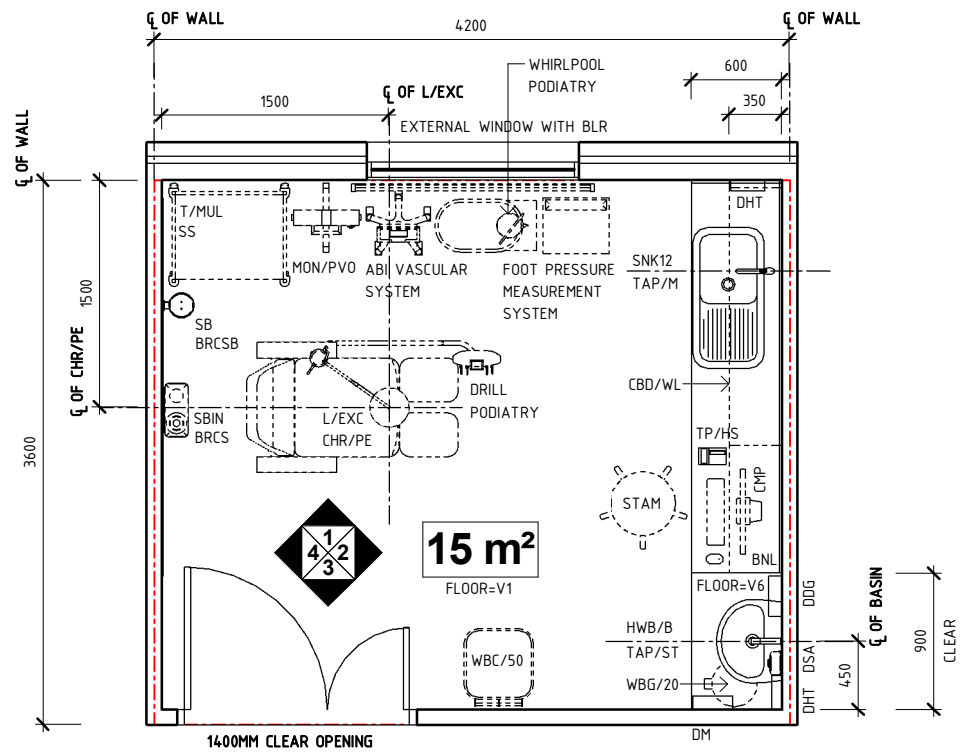 ℄ OF WALL
℄ OF WALL
4200
WHIRLPOOL
PODIATRY
600
350
1500
℄ OF L/EXC
EXTERNAL WINDOW WITH BLR
℄ OF WALL
T/MUL
SS
DHT
MON/PVO
ABI VASCULAR
SYSTEM
FOOT PRESSURE
MEASUREMENT
SYSTEM
SNK12
TAP/M
1500
SB
BRCSB
℄ OF CHR/PE
CBD/WL
DRILL
PODIATRY
SBIN
BRCS
L/EXC
CHR/PE
TP/HS
3600
CMP
STAM
1
4 2
3
15 m²
BNL
FLOOR=V1
FLOOR=V6
DDG
℄ OF BASIN
900
CLEAR
HWB/B
TAP/ST
WBC/50
DSA
450
WBG/20
DHT
DM
1400MM CLEAR OPENING